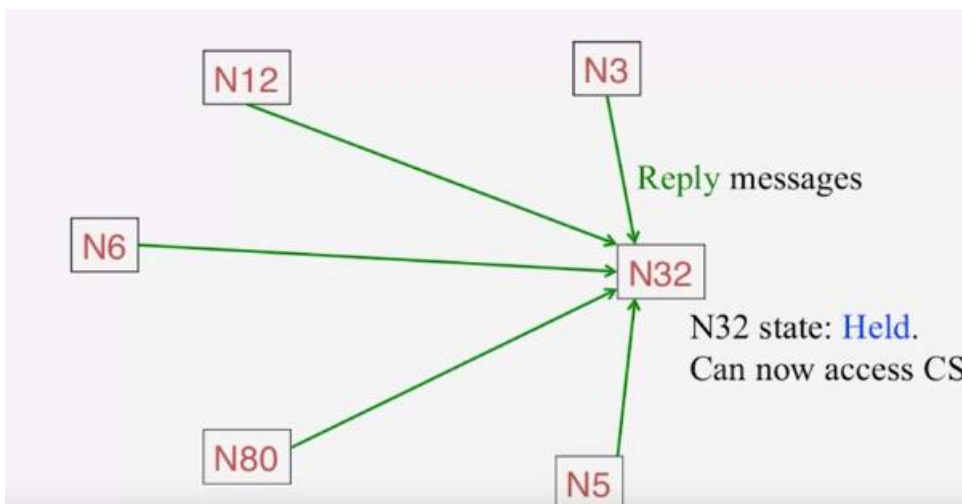 N12
N3
Reply messages
N6
N32
N32 state: Held.
Can now access CS
N80
N5